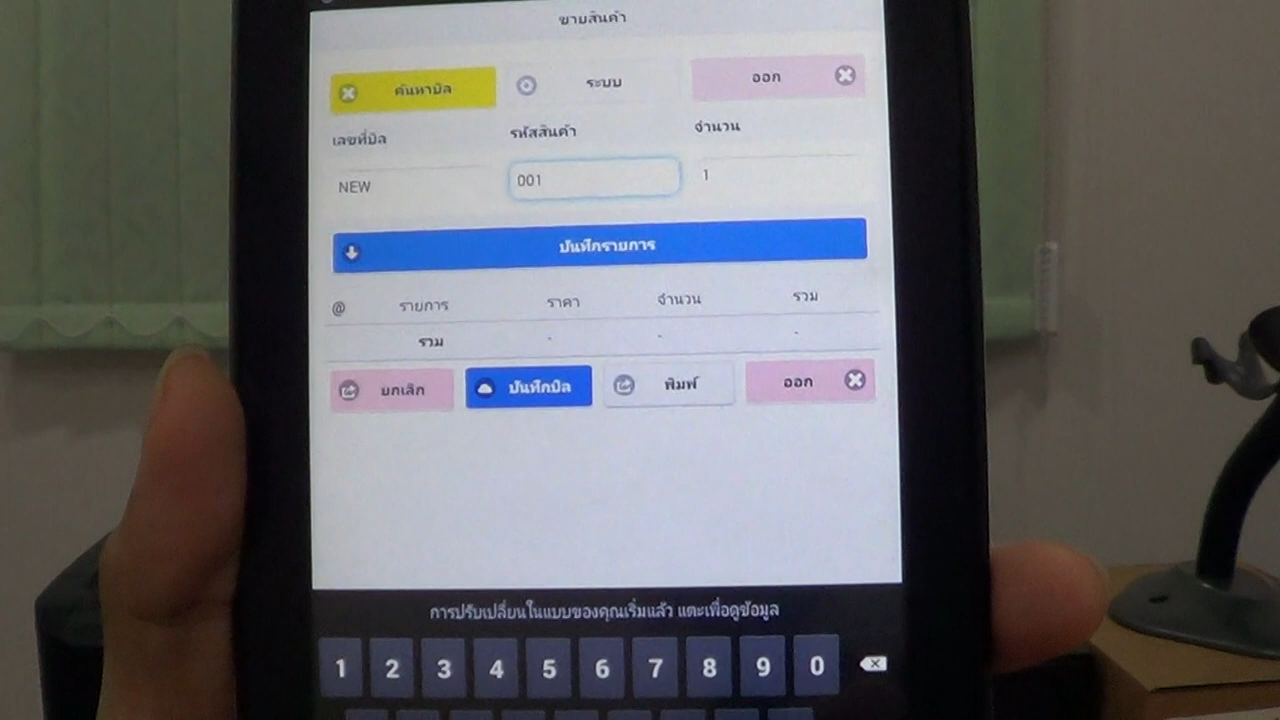 ขายสินค้า
ค้นหาบิล ระบบ ออก
เลขที่บิล รหัสสินค้า จำนวน
NEW 001 1
บันทึกรายการ
@ รายการ ราคา จำนวน รวม
รวม - - -
ยกเลิก บันทึกบิล พิมพ์ ออก
การปรับเปลี่ยนในแบบของคุณเริ่มแล้ว แตะเพื่อดูข้อมูล
1 2 3 4 5 6 7 8 9 0